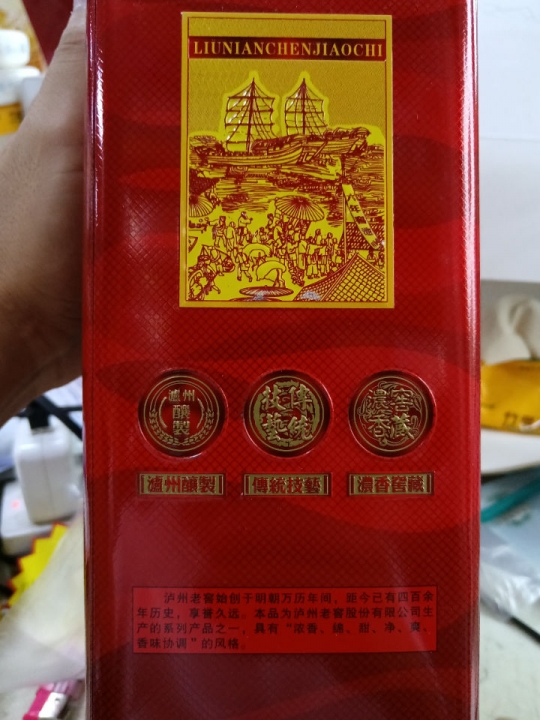 LIUNIANCHENJIAOCHI
八年陈
瀘州
釀製
傳統
技藝
窖藏
濃香
瀘州釀製
傳統技藝
濃香窖藏
泸州老窖始创于明朝万历年间,距今已有四百余
年历史,享誉久远。本品为泸州老窖股份有限公司生
产的系列产品之一,具有“浓香、绵、甜、净、爽、
香味协调”的风格。